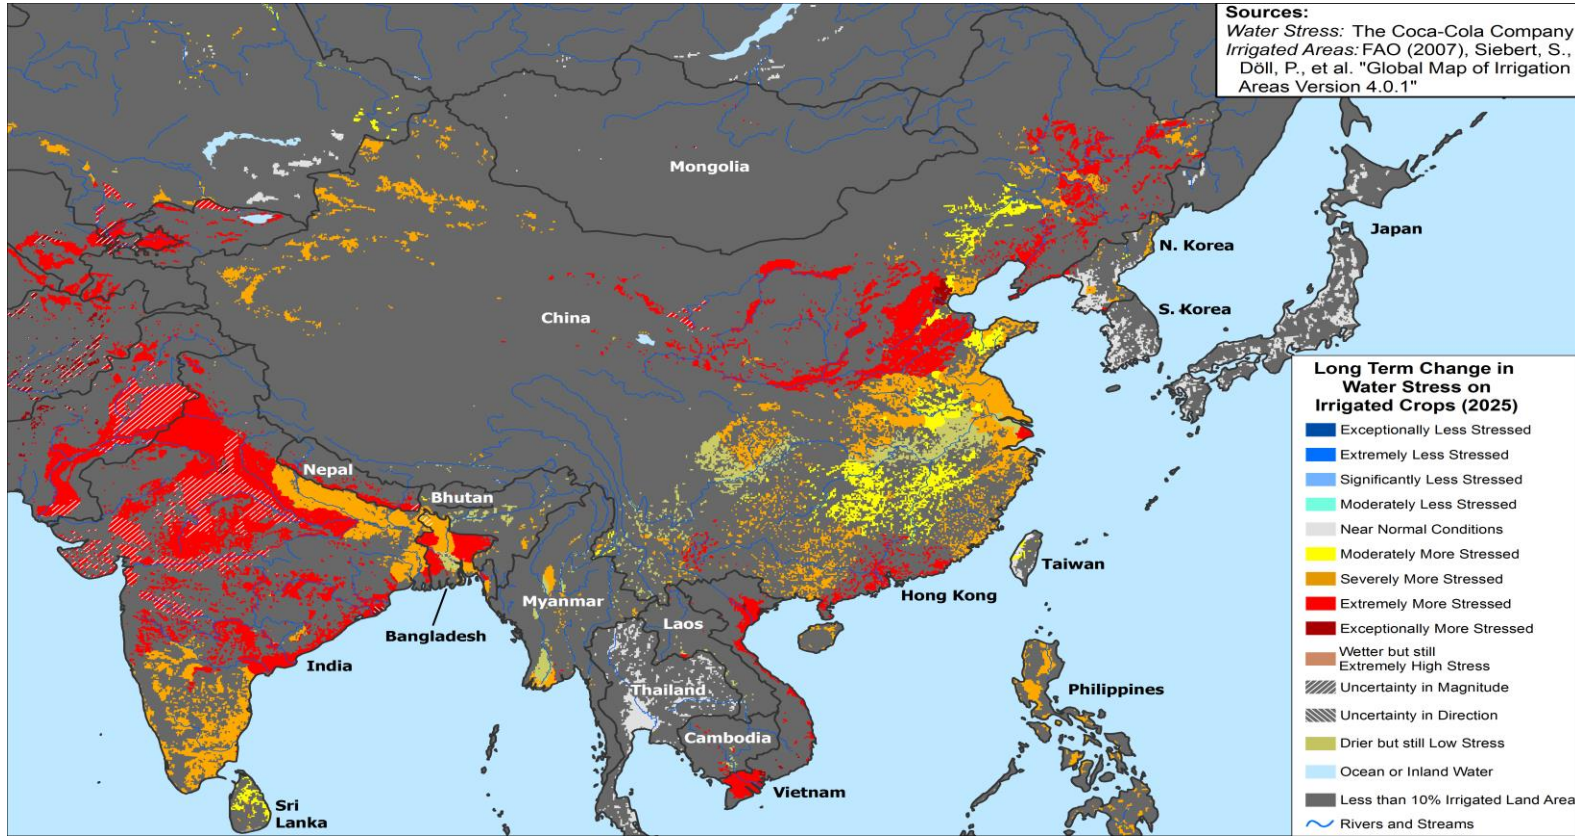 Sources:
Water Stress: The Coca-Cola Company
Irrigated Areas: FAO (2007), Siebert, S.,
Döll, P., et al. "Global Map of Irrigation
Areas Version 4.0.1"
Mongolia
Japan
N. Korea
S. Korea
China
Nepal
Bhutan
Taiwan
Hong Kong
Myanmar
Laos
Bangladesh
India
Thailand
Philippines
Cambodia
Vietnam
Sri
Lanka
Long Term Change in
Water Stress on
Irrigated Crops (2025)
Exceptionally Less Stressed
Extremely Less Stressed
Significantly Less Stressed
Moderately Less Stressed
Near Normal Conditions
Moderately More Stressed
Severely More Stressed
Extremely More Stressed
Exceptionally More Stressed
Wetter but still
Extremely High Stress
Uncertainty in Magnitude
Uncertainty in Direction
Drier but still Low Stress
Ocean or Inland Water
Less than 10% Irrigated Land Area
Rivers and Streams